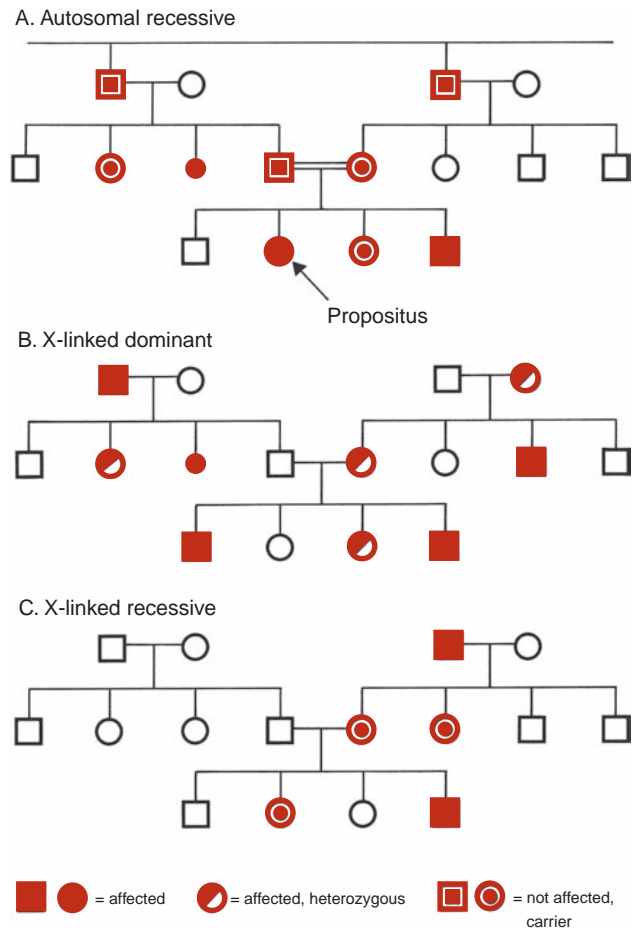 A. Autosomal recessive
Propositus
B. X-linked dominant
C. X-linked recessive
= affected
= affected, heterozygous
= not affected,
carrier